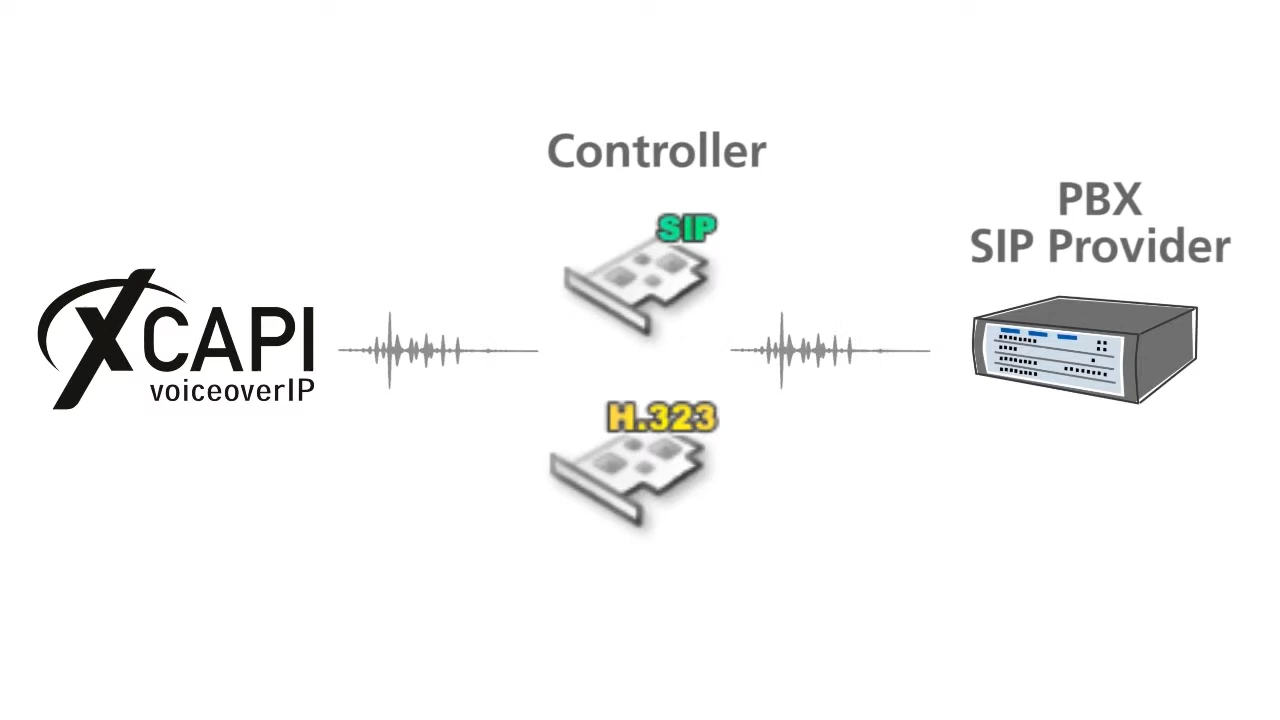 XCAPI
voiceoverIP
Controller
SIP
H.323
PBX
SIP Provider